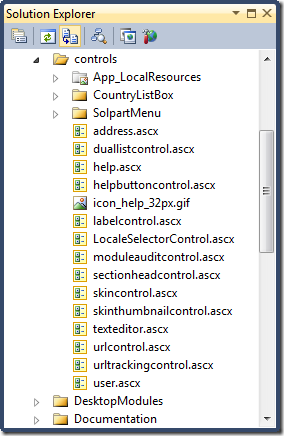 Solution Explorer
controls
App_LocalResources
CountryListBox
SolpartMenu
address.ascx
duallistcontrol.ascx
help.ascx
helpbuttoncontrol.ascx
icon_help_32px.gif
labelcontrol.ascx
LocaleSelectorControl.ascx
moduleauditcontrol.ascx
sectionheadcontrol.ascx
skincontrol.ascx
skinthumbnailcontrol.ascx
texteditor.ascx
urlcontrol.ascx
urltrackingcontrol.ascx
user.ascx
DesktopModules
Documentation